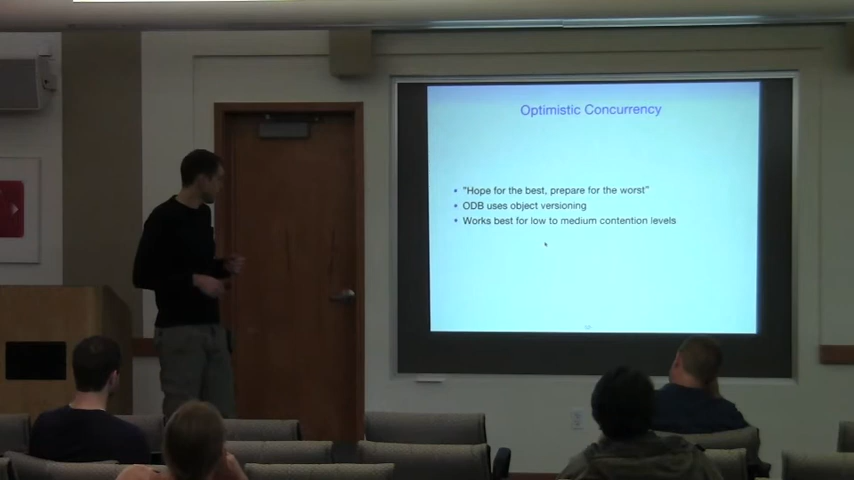 Optimistic Concurrency
• "Hope for the best, prepare for the worst"
• ODB uses object versioning
• Works best for low to medium contention levels